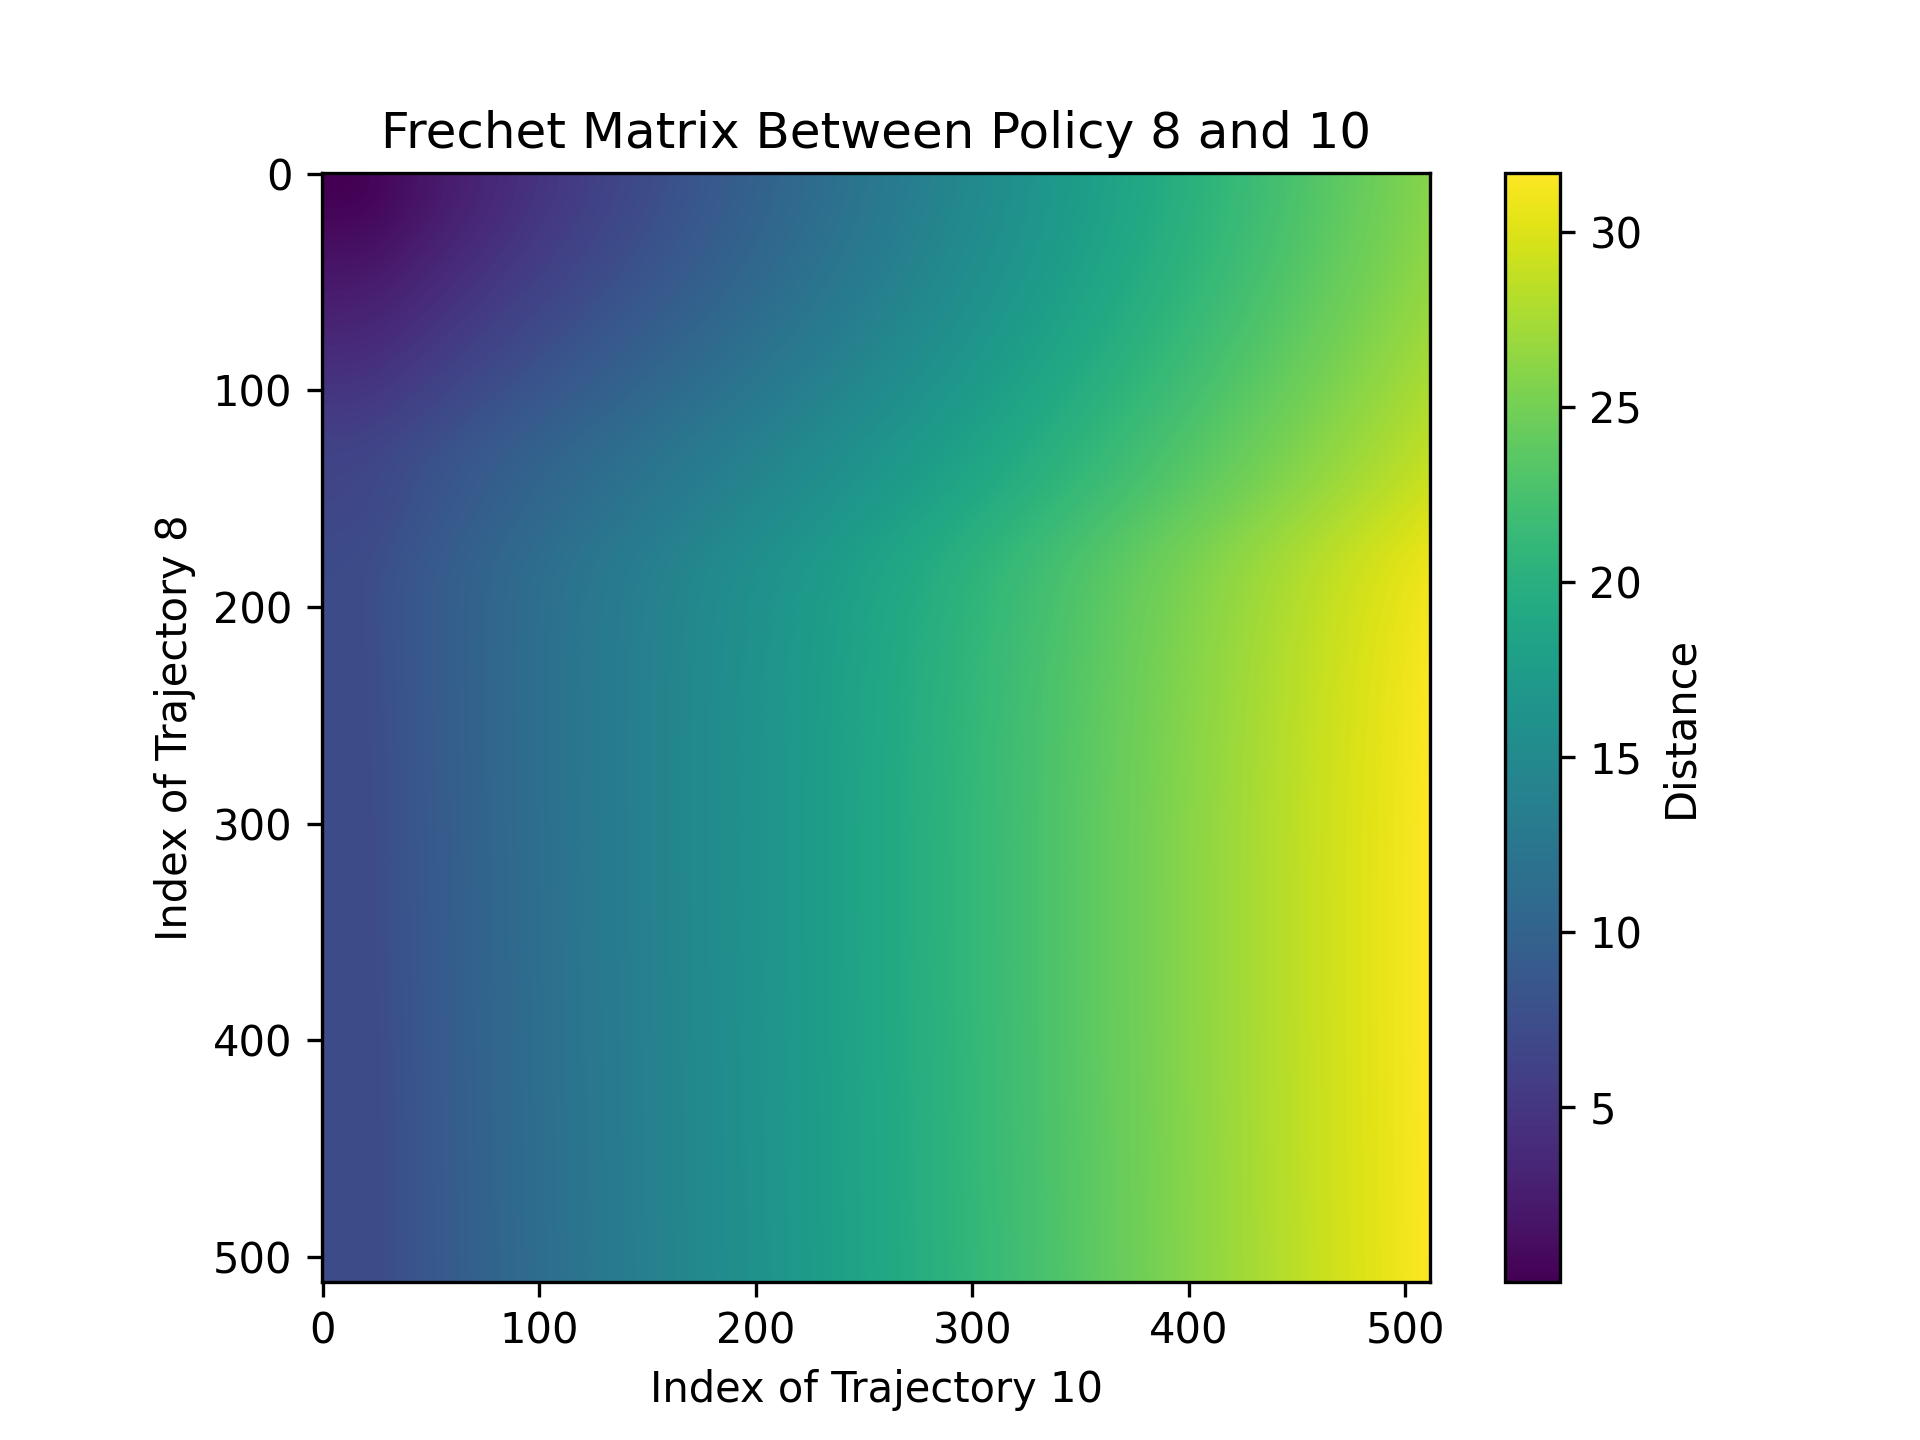 Frechet Matrix Between Policy 8 and 10
0
100
200
300
400
500
Index of Trajectory 8
0 100 200 300 400 500
Index of Trajectory 10
30
25
20
15
10
5
Distance